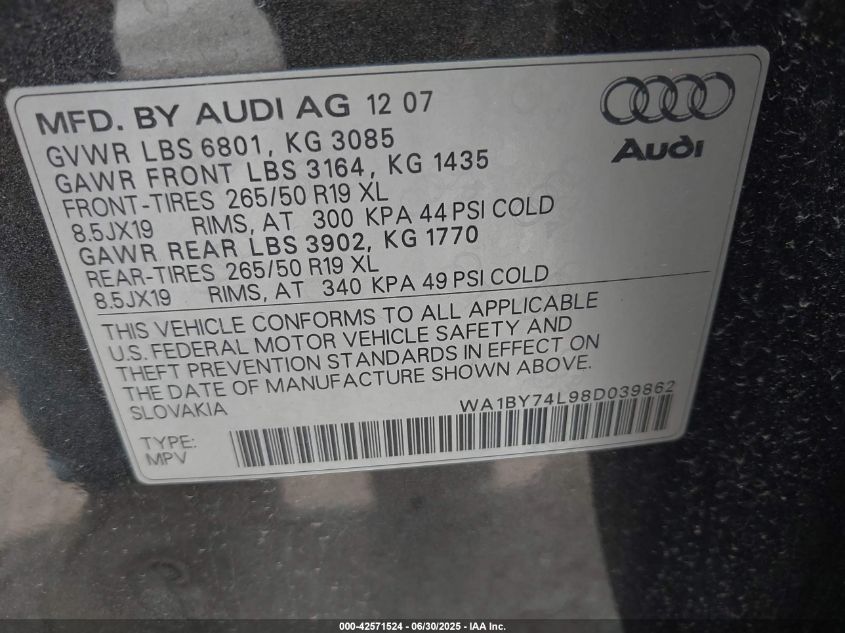 MFD. BY AUDI AG 12 07
Audi
GVWR LBS 6801, KG 3085
GAWR FRONT LBS 3164, KG 1435
FRONT-TIRES 265/50 R19 XL
8.5JX19 RIMS, AT 300 KPA 44 PSI COLD
GAWR REAR LBS 3902, KG 1770
REAR-TIRES 265/50 R19 XL
8.5JX19 RIMS, AT 340 KPA 49 PSI COLD
THIS VEHICLE CONFORMS TO ALL APPLICABLE
U.S. FEDERAL MOTOR VEHICLE SAFETY AND
THEFT PREVENTION STANDARDS IN EFFECT ON
THE DATE OF MANUFACTURE SHOWN ABOVE.
SLOVAKIA WA1BY74L98D039862
TYPE:
MPV
000-42571524 - 06/30/2025 - IAA Inc.